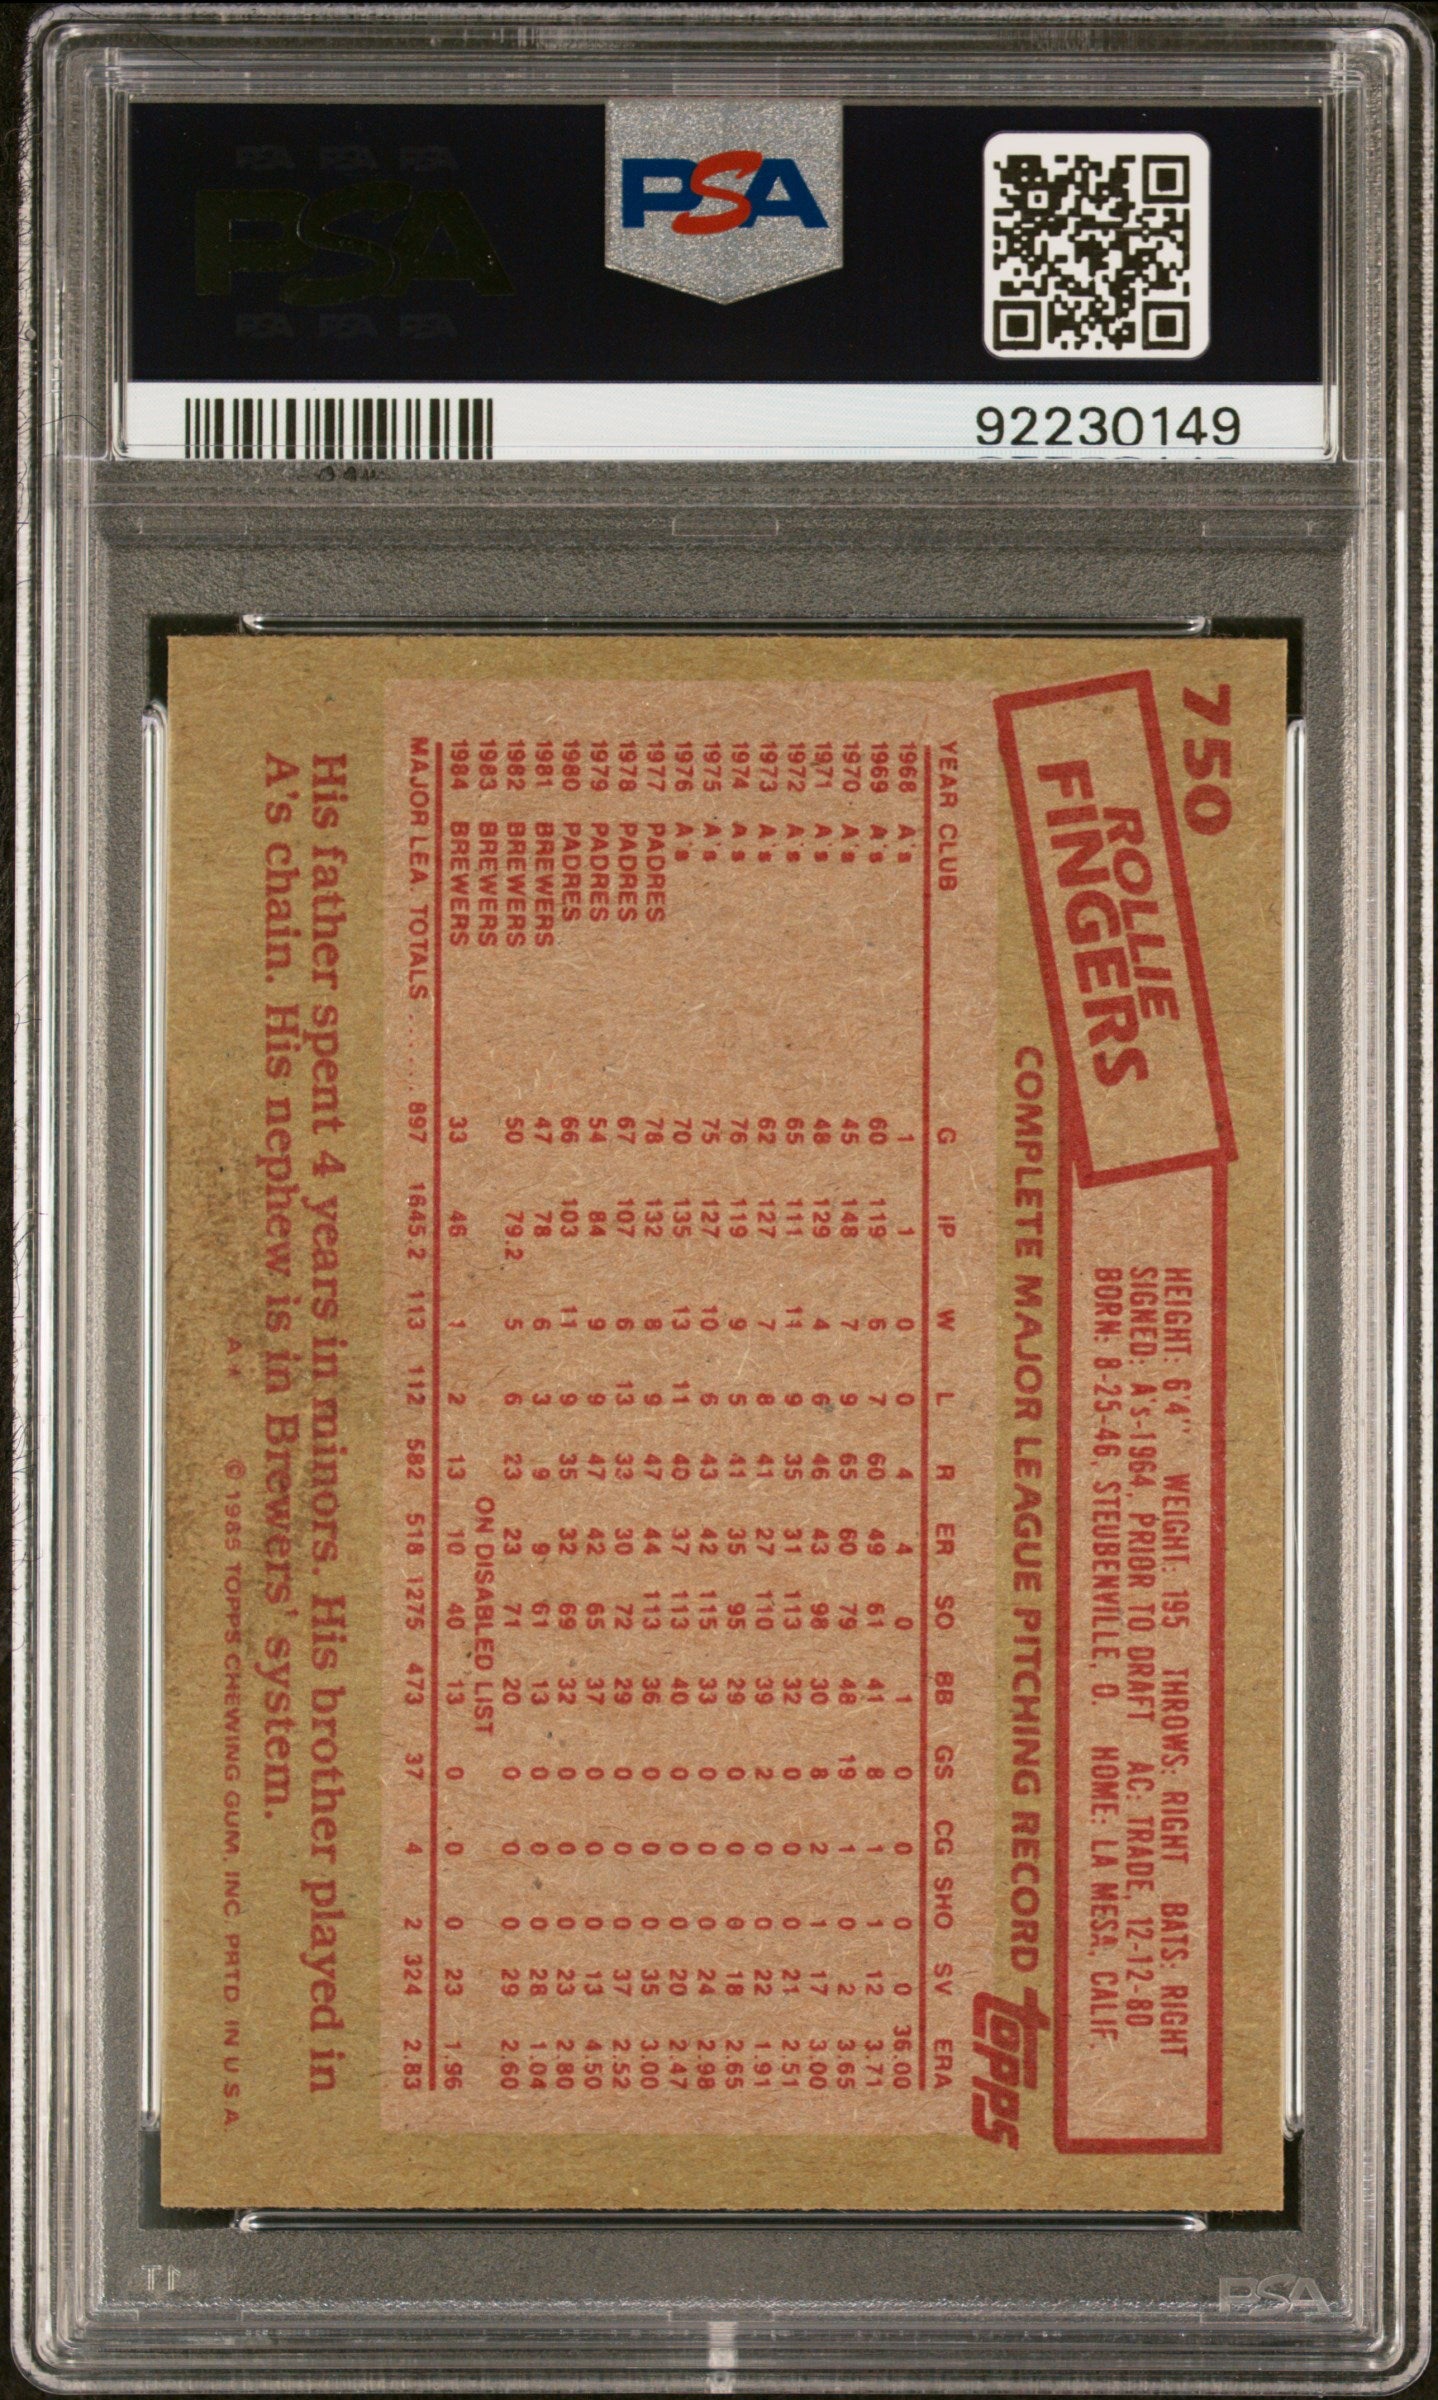 PSA PSA PSA
PSA
PSA PSA PSA
PSA
92230149
750
ROLLIE
FINGERS
HEIGHT: 6'4" WEIGHT: 195 THROWS: RIGHT BATS: RIGHT
SIGNED: A's-1964, PRIOR TO DRAFT AC: TRADE, 12-12-80
BORN: 8-25-46, STEUBENVILLE, O. HOME: LA MESA, CALIF.
COMPLETE MAJOR LEAGUE PITCHING RECORD
topps
YEAR CLUB G IP W L R ER SO BB GS CG SHO SV ERA
1968 A's 1 1 0 0 4 4 0 1 0 0 0 0 36.00
1969 A's 60 119 6 7 60 49 61 41 8 1 1 12 3.71
1970 A's 45 148 7 9 65 60 79 48 19 1 0 2 3.65
1971 A's 48 129 4 6 46 43 98 30 8 2 1 17 3.00
1972 A's 65 111 11 9 35 31 113 32 0 0 0 21 2.51
1973 A's 62 127 7 8 41 27 110 39 2 0 0 22 1.91
1974 A's 76 119 9 5 41 35 95 29 0 0 0 18 2.65
1975 A's 75 127 10 6 43 42 115 33 0 0 0 24 2.98
1976 A's 70 135 13 11 40 37 113 40 0 0 0 20 2.47
1977 PADRES 78 132 8 9 47 44 113 36 0 0 0 35 3.00
1978 PADRES 67 107 6 13 33 30 72 29 0 0 0 37 2.52
1979 PADRES 54 84 9 9 47 42 65 37 0 0 0 13 4.50
1980 PADRES 66 103 11 9 35 32 69 32 0 0 0 23 2.80
1981 BREWERS 47 78 6 3 9 9 61 13 0 0 0 28 1.04
1982 BREWERS 50 79.2 5 6 23 23 71 20 0 0 0 29 2.60
1983 BREWERS ON DISABLED LIST
1984 BREWERS 33 46 1 2 13 10 40 13 0 0 0 23 1.96
MAJOR LEA. TOTALS ...... 897 1645.2 113 112 582 518 1275 473 37 4 2 324 2.83
His father spent 4 years in minors. His brother played in
A's chain. His nephew is in Brewers' system.
A* © 1985 TOPPS CHEWING GUM, INC. PRTD. IN U.S.A.
PSA